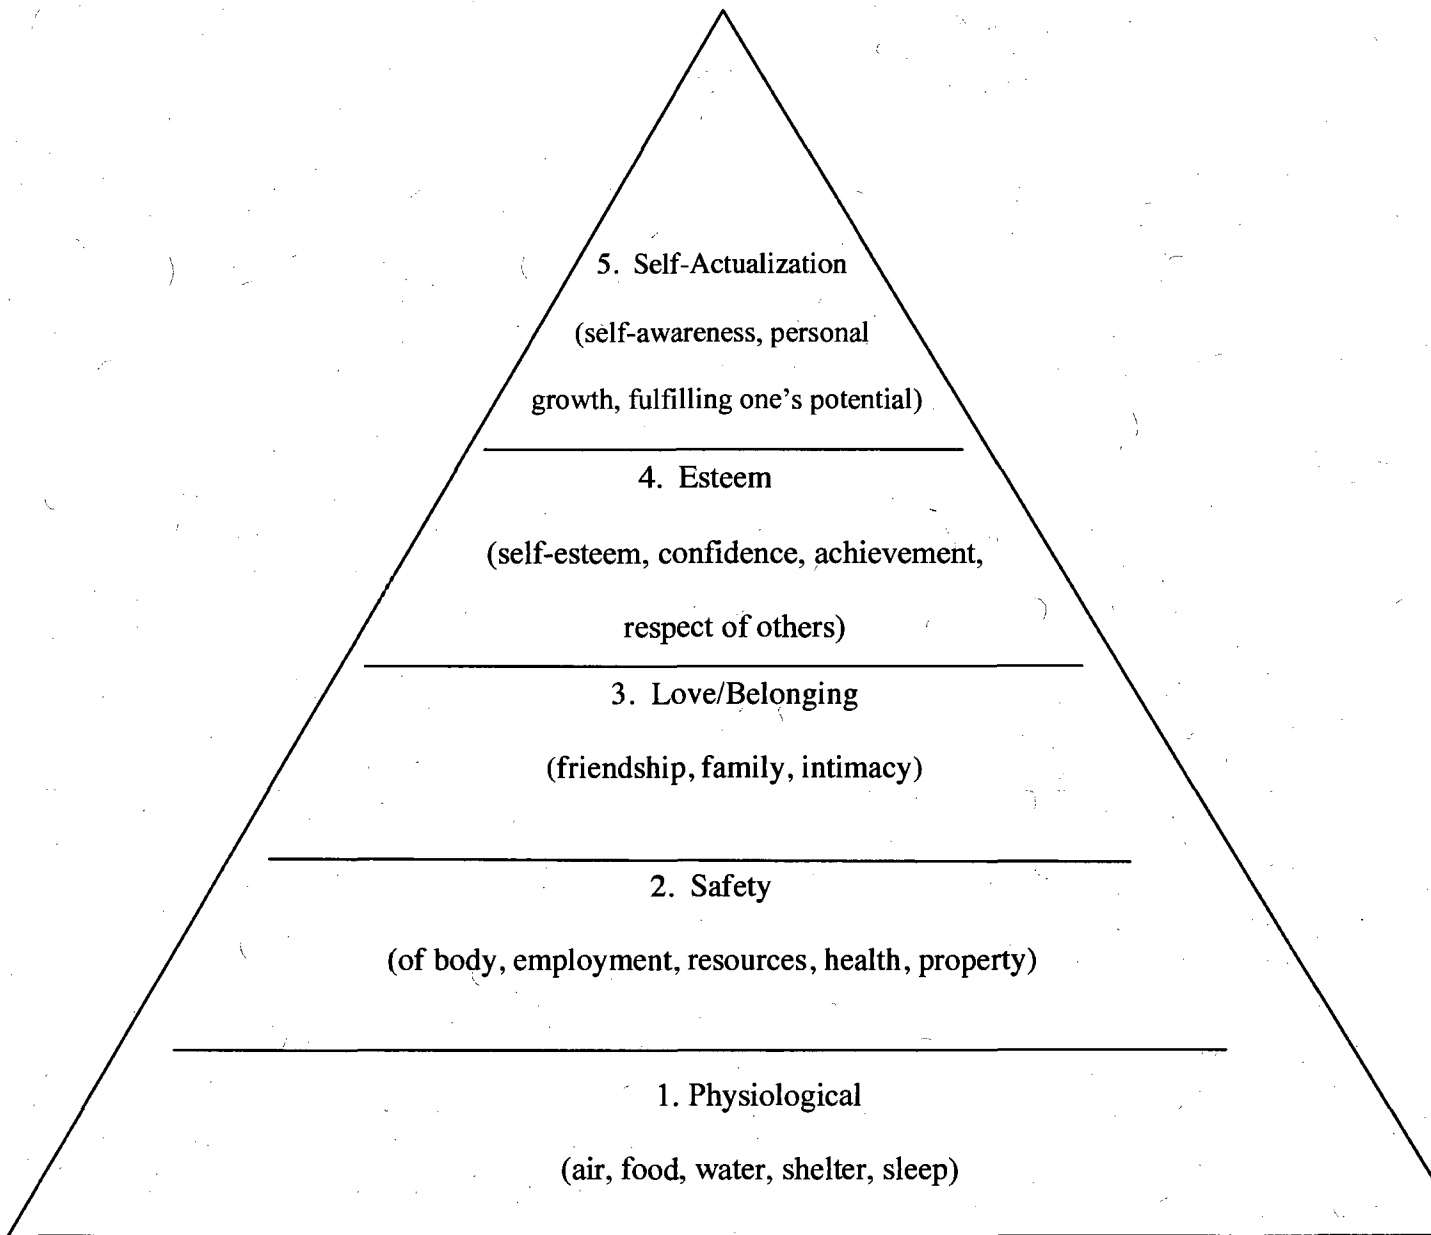 5. Self-Actualization
(self-awareness, personal
growth, fulfilling one's potential)
4. Esteem
(self-esteem, confidence, achievement,
respect of others)
3. Love/Belonging
(friendship, family, intimacy)
2. Safety
(of body, employment, resources, health, property)
1. Physiological
(air, food, water, shelter, sleep)